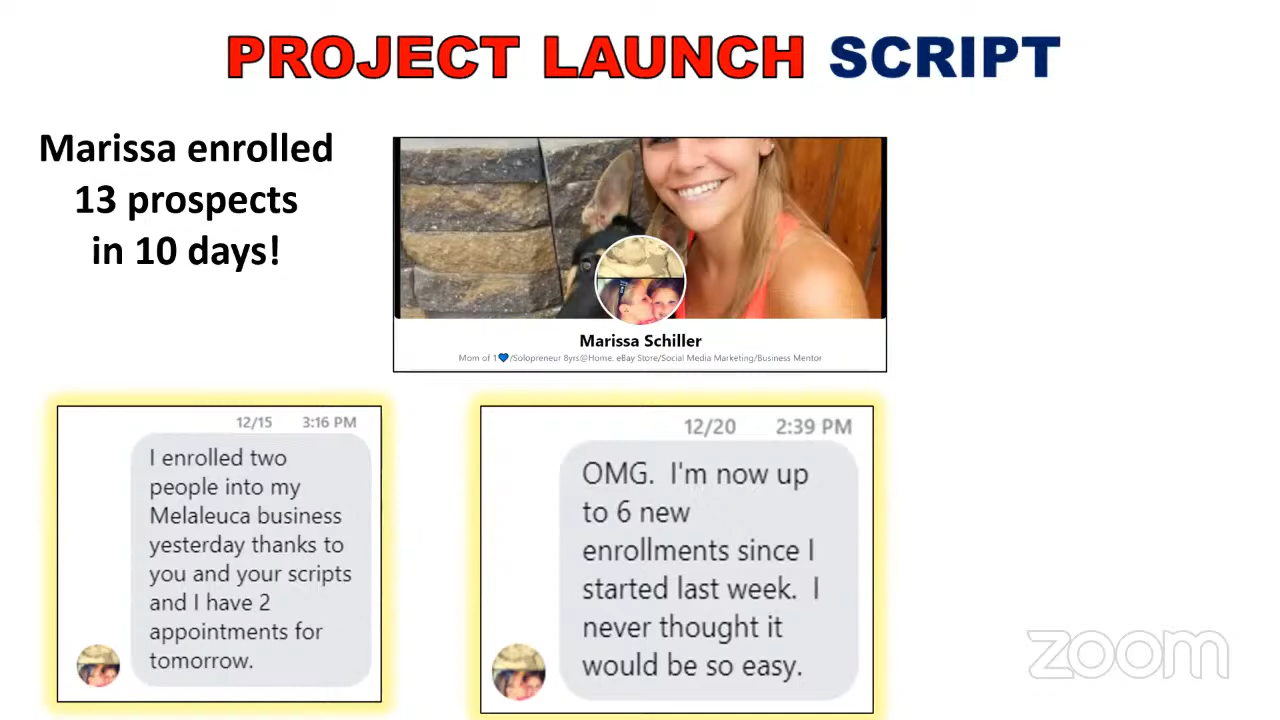 PROJECT LAUNCH SCRIPT
Marissa enrolled
13 prospects
in 10 days!
Marissa Schiller
Mom of 1💙/Solopreneur 8yrs@Home. eBay Store/Social Media Marketing/Business Mentor
12/15 3:16 PM
I enrolled two
people into my
Melaleuca business
yesterday thanks to
you and your scripts
and I have 2
appointments for
tomorrow.
12/20 2:39 PM
OMG. I'm now up
to 6 new
enrollments since I
started last week. I
never thought it
would be so easy.
zoom